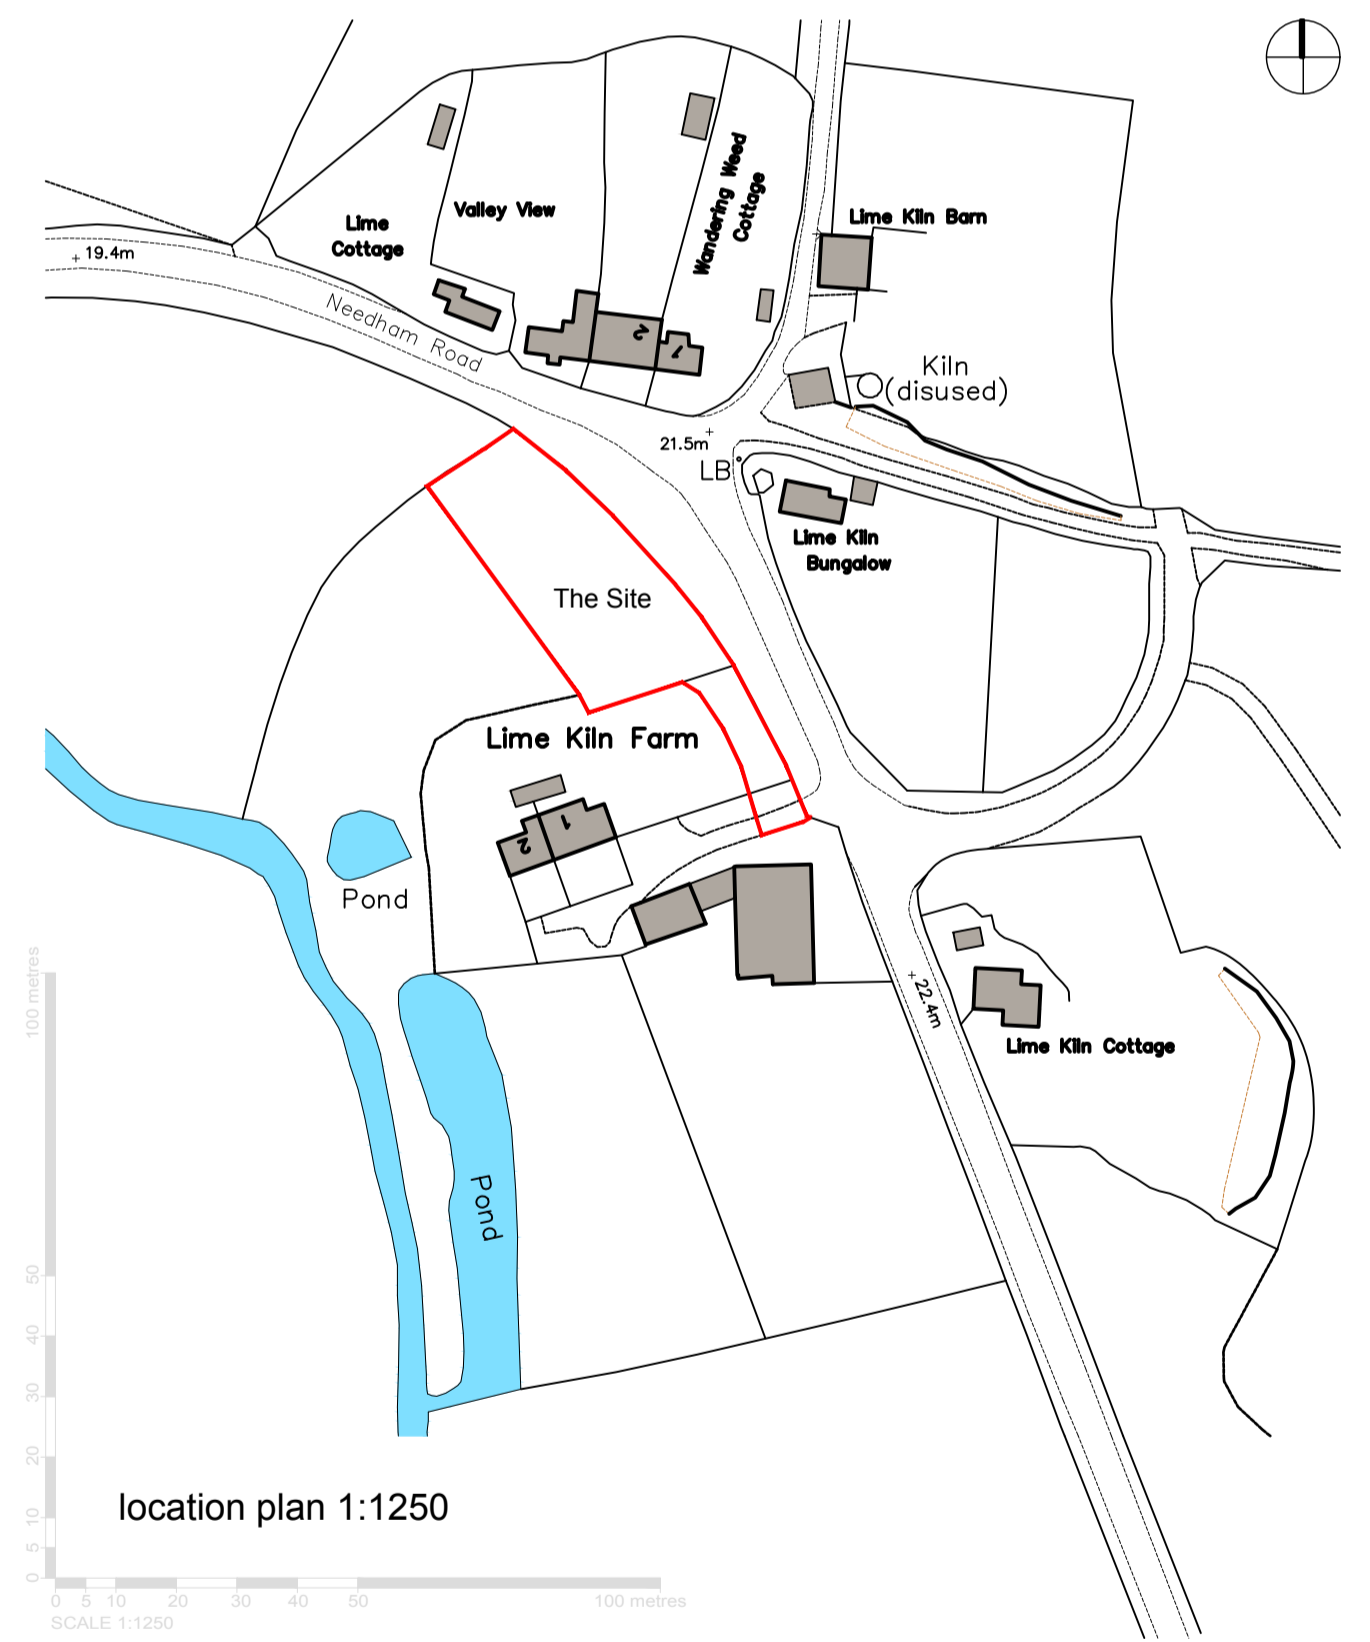 Lime
Cottage
Valley View
Wandering Weed
Cottage
Lime Kiln Barn
19.4m
Needham Road
2
1
Kiln
(disused)
21.5m
LB
Lime Kiln
Bungalow
The Site
Lime Kiln Farm
1
2
Pond
22.4m
Lime Kiln Cottage
Pond
100 metres
50
40
30
20
10
5
0
location plan 1:1250
0 5 10 20 30 40 50 100 metres
SCALE 1:1250